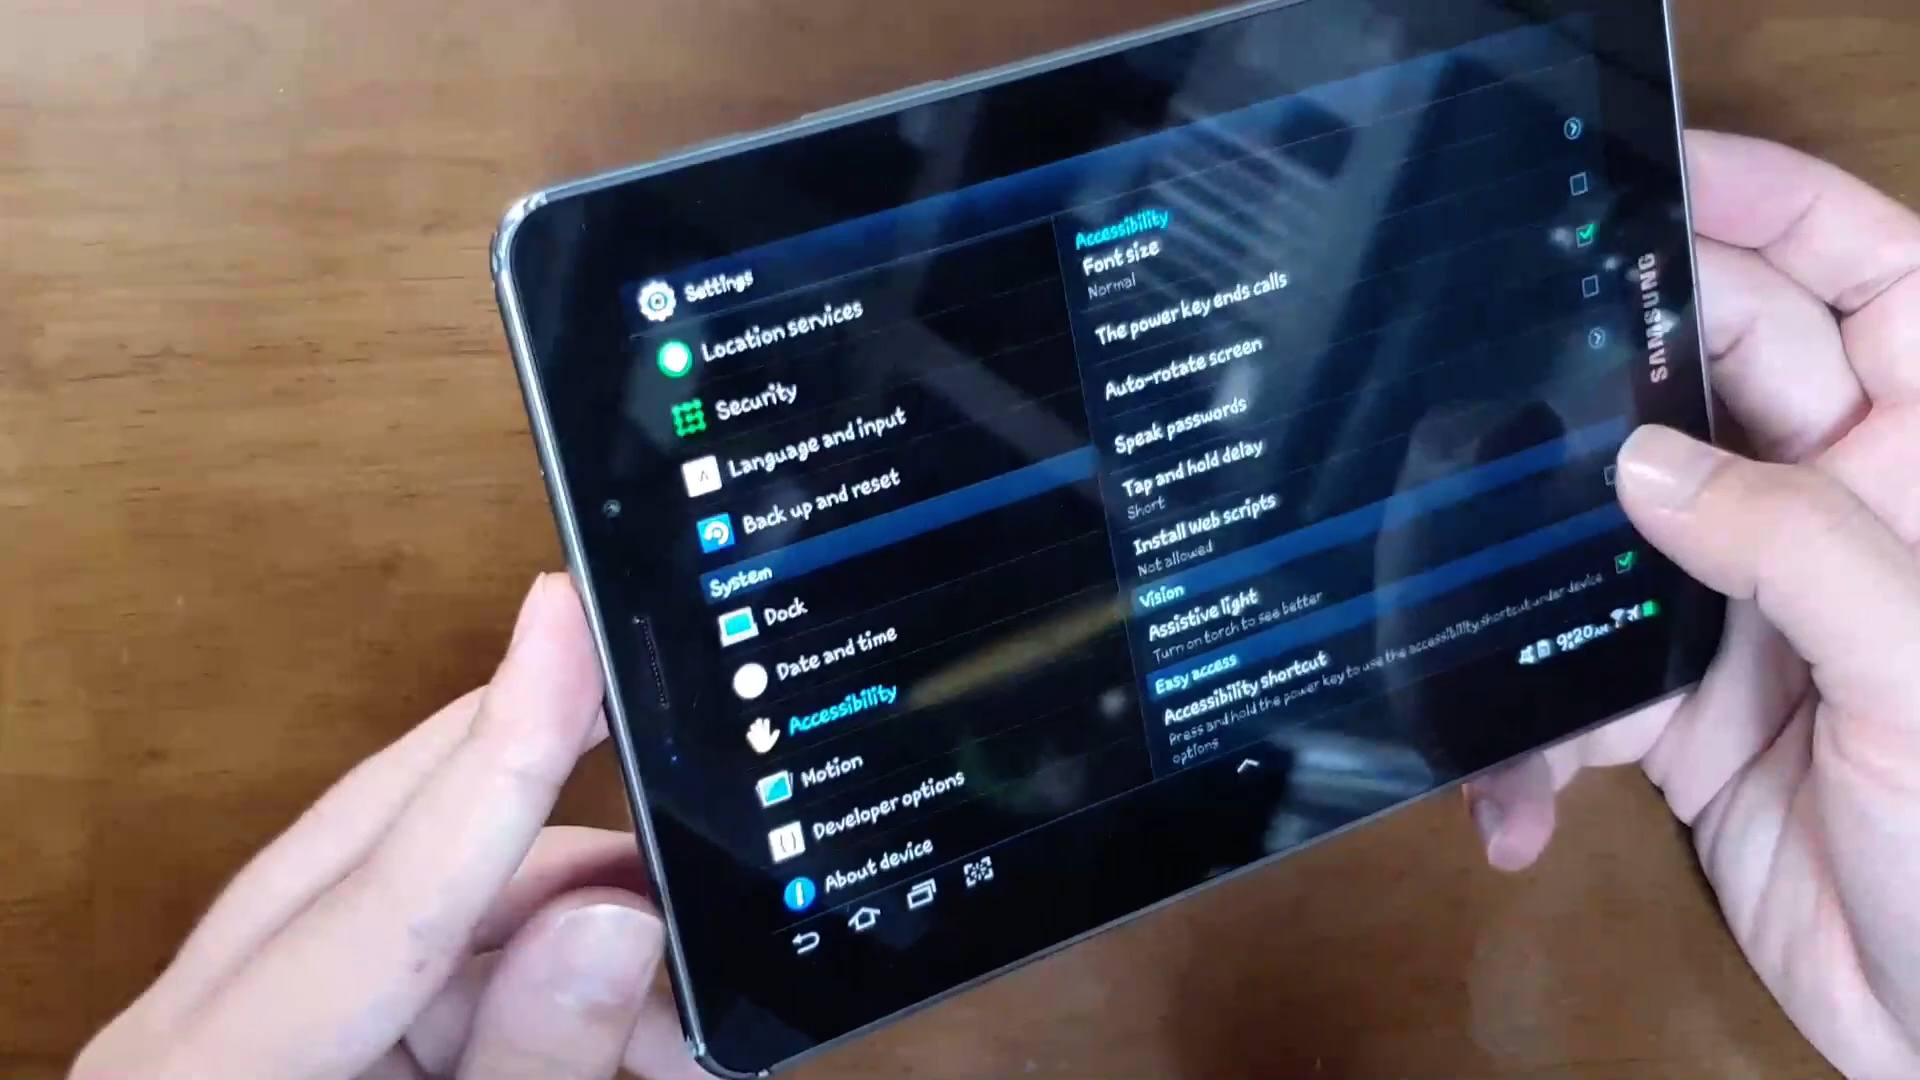 Settings
Location services
Security
Language and input
Back up and reset
System
Dock
Date and time
Accessibility
Motion
Developer options
About device
Accessibility
Font size
Normal
The power key ends calls
Auto-rotate screen
Speak passwords
Tap and hold delay
Short
Install web scripts
Not allowed
Vision
Assistive light
Turn on torch to see better
Easy access
Accessibility shortcut
Press and hold the power key to use the accessibility shortcut under device
options
9:20AM
SAMSUNG